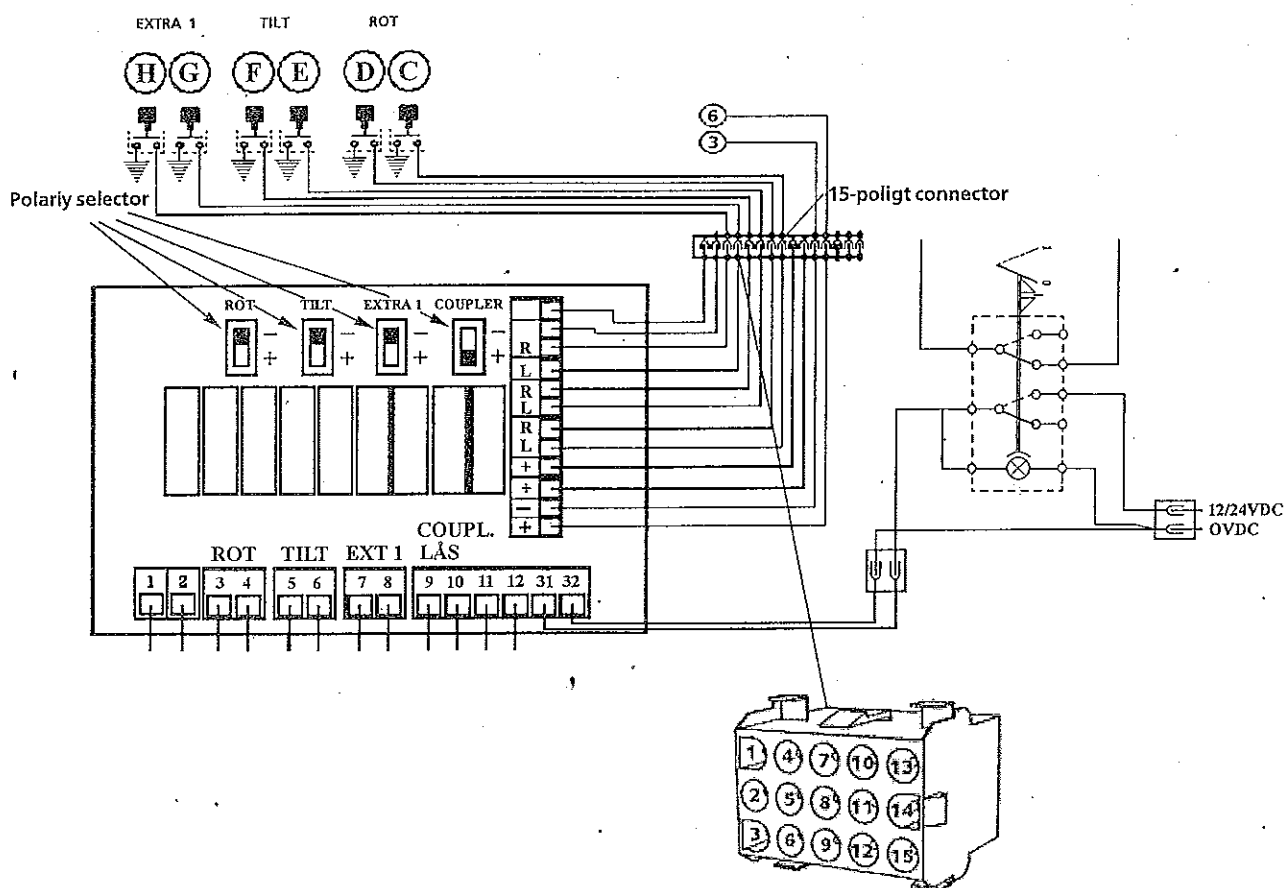 EXTRA 1 TILT ROT
H G F E D C
6
3
Polariy selector
15-poligt connector
ROT TILT EXTRA 1 COUPLER
− − − −
+ + + +
R
L
R
L
R
L
+
+
−
+
12/24VDC
0VDC
COUPL.
ROT TILT EXT 1 LÅS
1 2 3 4 5 6 7 8 9 10 11 12 31 32
1 4 7 10 13
2 5 8 11 14
3 6 9 12 15